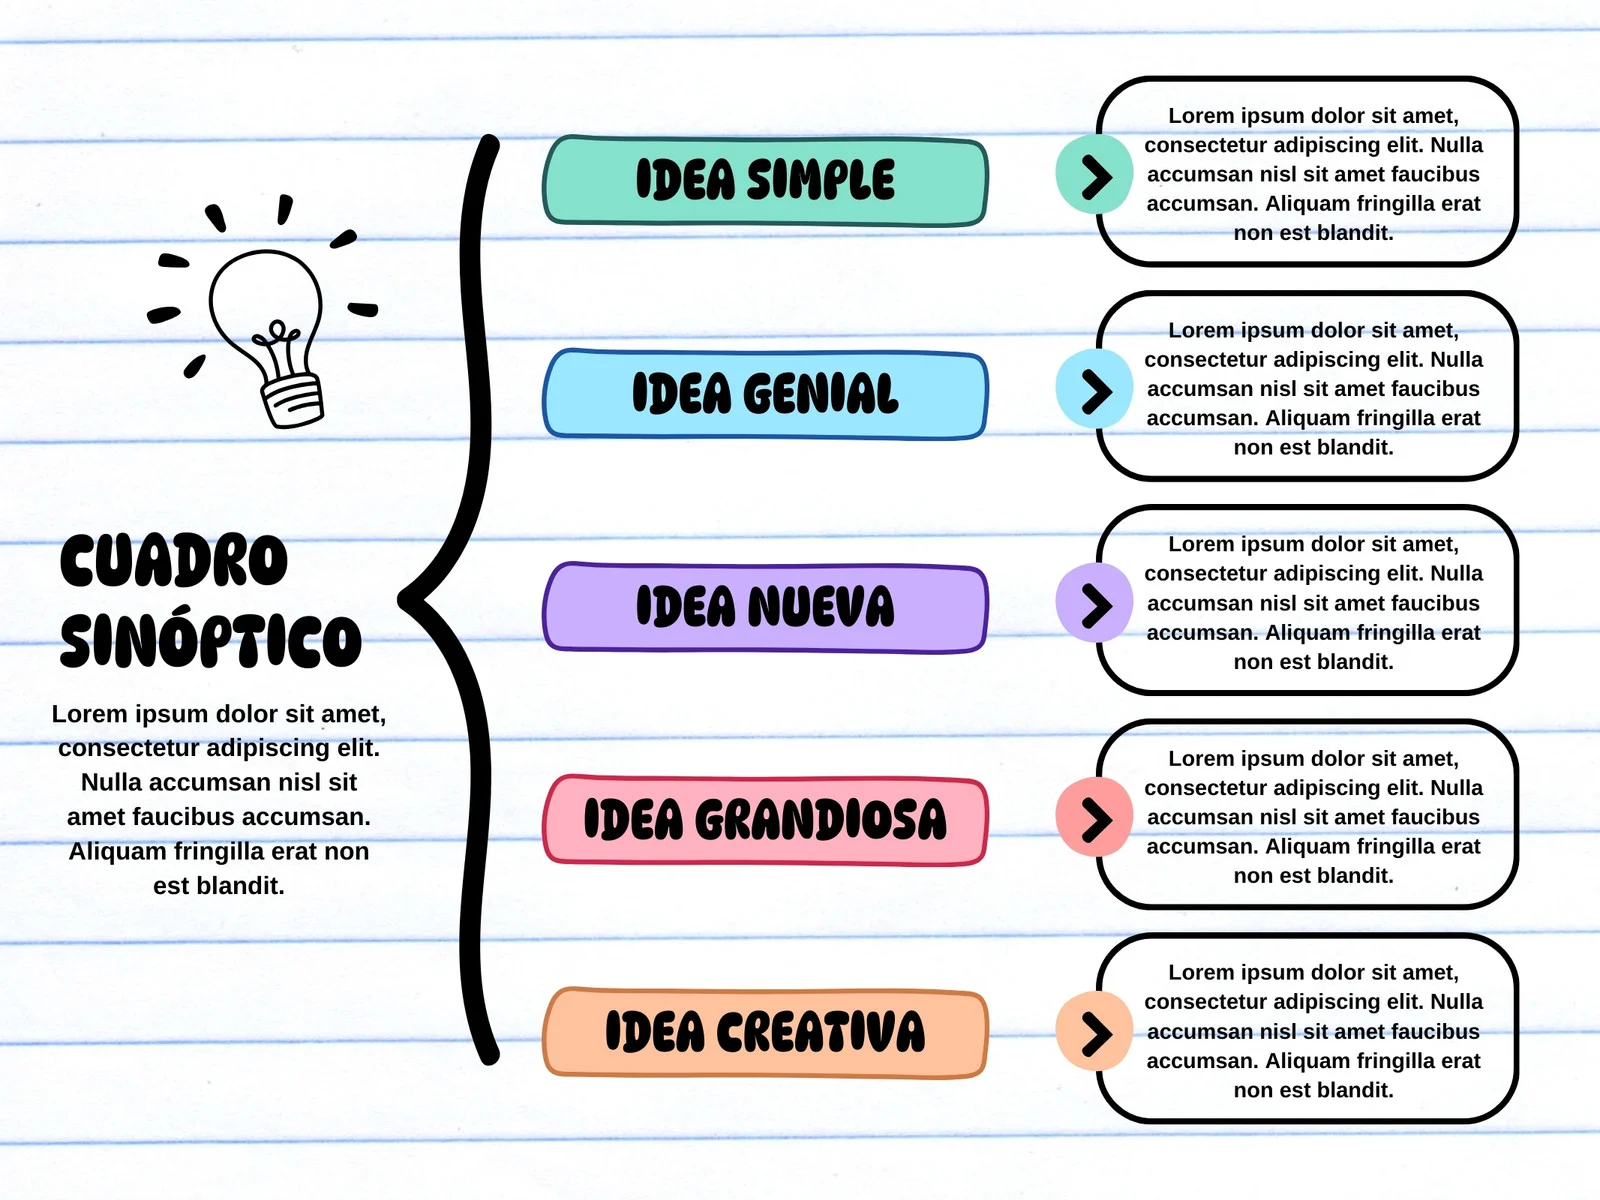 CUADRO
SINÓPTICO
Lorem ipsum dolor sit amet,
consectetur adipiscing elit.
Nulla accumsan nisl sit
amet faucibus accumsan.
Aliquam fringilla erat non
est blandit.
IDEA SIMPLE
Lorem ipsum dolor sit amet,
consectetur adipiscing elit. Nulla
accumsan nisl sit amet faucibus
accumsan. Aliquam fringilla erat
non est blandit.
IDEA GENIAL
Lorem ipsum dolor sit amet,
consectetur adipiscing elit. Nulla
accumsan nisl sit amet faucibus
accumsan. Aliquam fringilla erat
non est blandit.
IDEA NUEVA
Lorem ipsum dolor sit amet,
consectetur adipiscing elit. Nulla
accumsan nisl sit amet faucibus
accumsan. Aliquam fringilla erat
non est blandit.
IDEA GRANDIOSA
Lorem ipsum dolor sit amet,
consectetur adipiscing elit. Nulla
accumsan nisl sit amet faucibus
accumsan. Aliquam fringilla erat
non est blandit.
IDEA CREATIVA
Lorem ipsum dolor sit amet,
consectetur adipiscing elit. Nulla
accumsan nisl sit amet faucibus
accumsan. Aliquam fringilla erat
non est blandit.